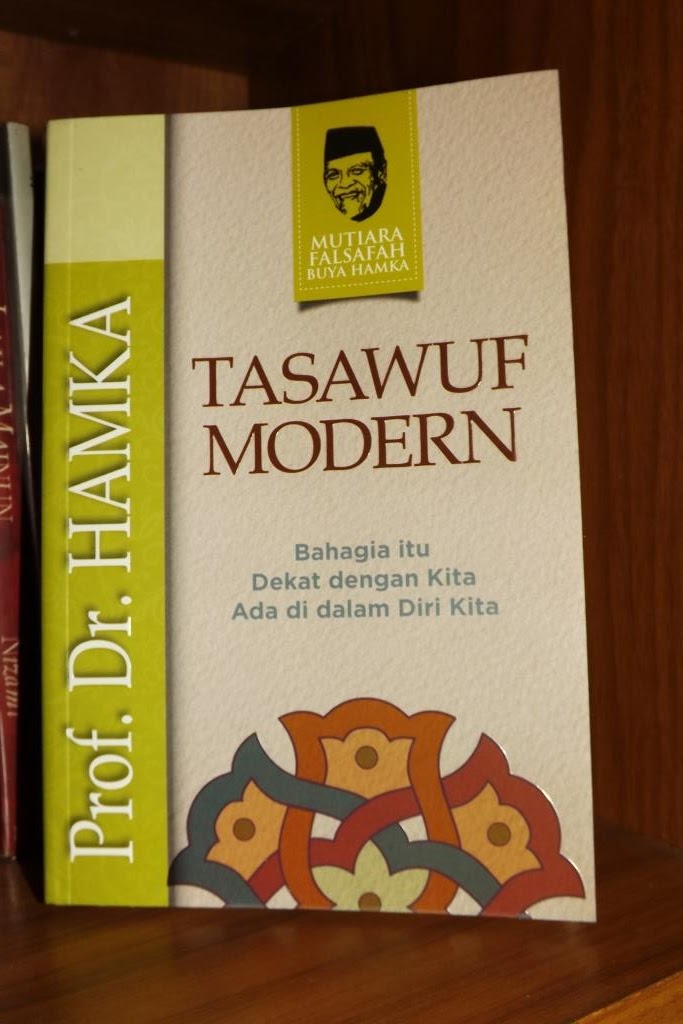 MUTIARA
FALSAFAH
BUYA HAMKA
TASAWUF
MODERN
Bahagia itu
Dekat dengan Kita
Ada di dalam Diri Kita
Prof. Dr. HAMKA
Nizami